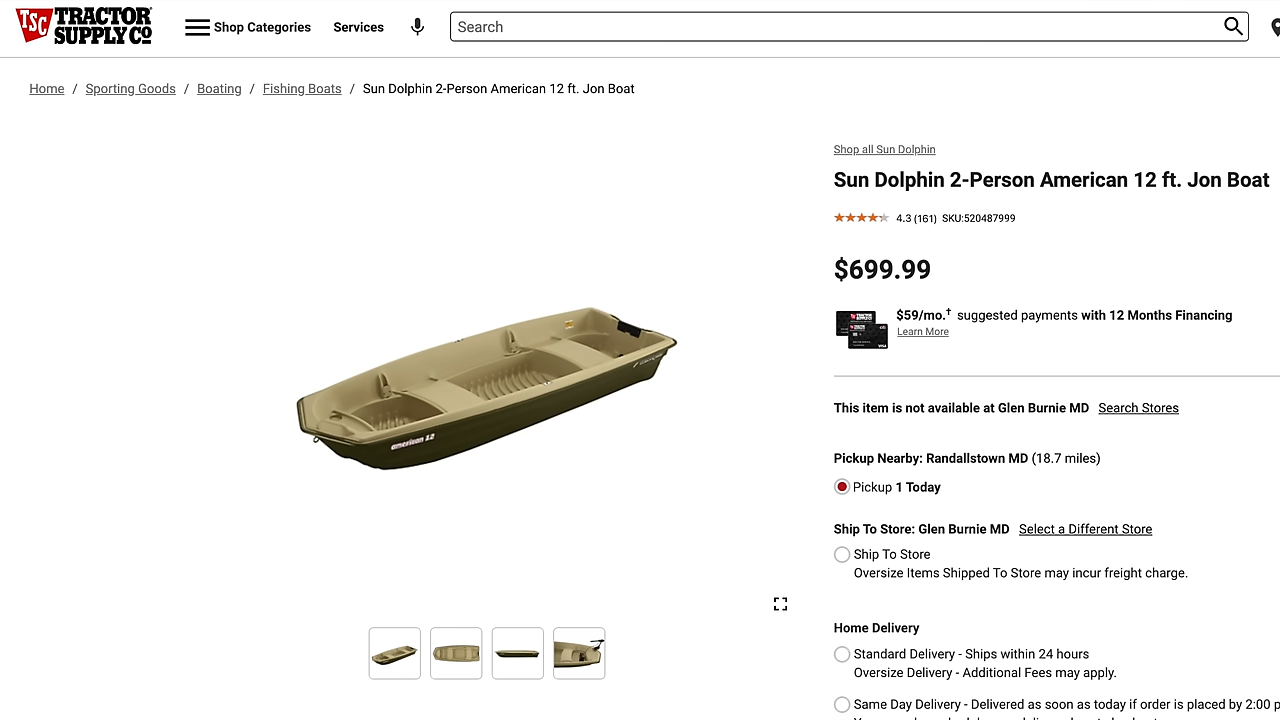 TSC TRACTOR SUPPLY CO
Shop Categories
Services
Search
Home / Sporting Goods / Boating / Fishing Boats / Sun Dolphin 2-Person American 12 ft. Jon Boat
american 12
Shop all Sun Dolphin
Sun Dolphin 2-Person American 12 ft. Jon Boat
4.3 (161) SKU:520487999
$699.99
$59/mo.† suggested payments with 12 Months Financing
Learn More
This item is not available at Glen Burnie MD Search Stores
Pickup Nearby: Randallstown MD (18.7 miles)
Pickup 1 Today
Ship To Store: Glen Burnie MD Select a Different Store
Ship To Store
Oversize Items Shipped To Store may incur freight charge.
Home Delivery
Standard Delivery - Ships within 24 hours
Oversize Delivery - Additional Fees may apply.
Same Day Delivery - Delivered as soon as today if order is placed by 2:00 p